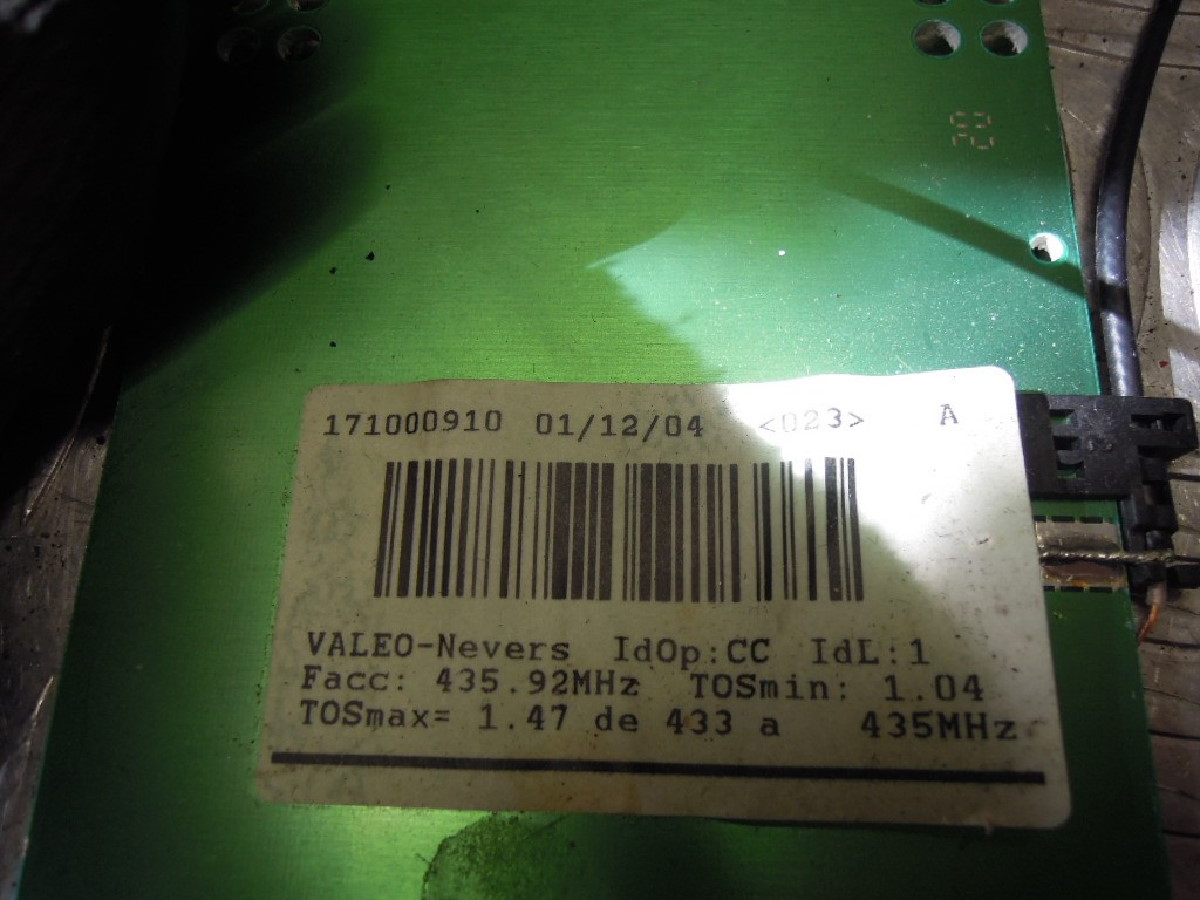 02
171000910 01/12/04 <023> A
VALEO-Nevers IdOp:CC IdL:1
Facc: 435.92MHz TOSmin: 1.04
TOSmax= 1.47 de 433 a 435MHz